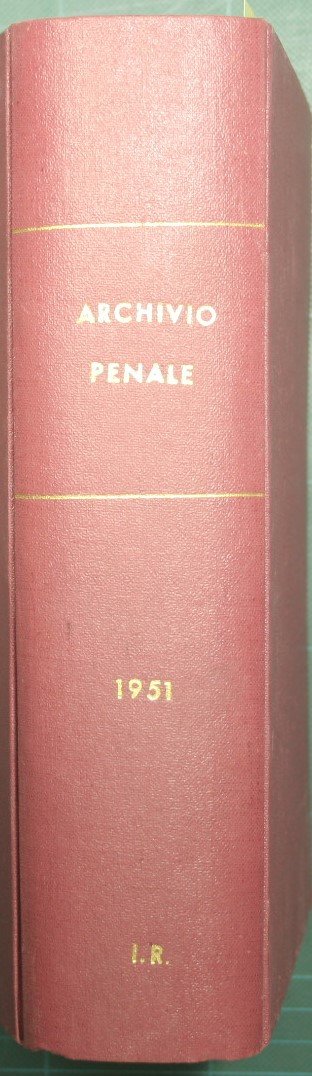 ARCHIVIO
PENALE
1951
I.R.